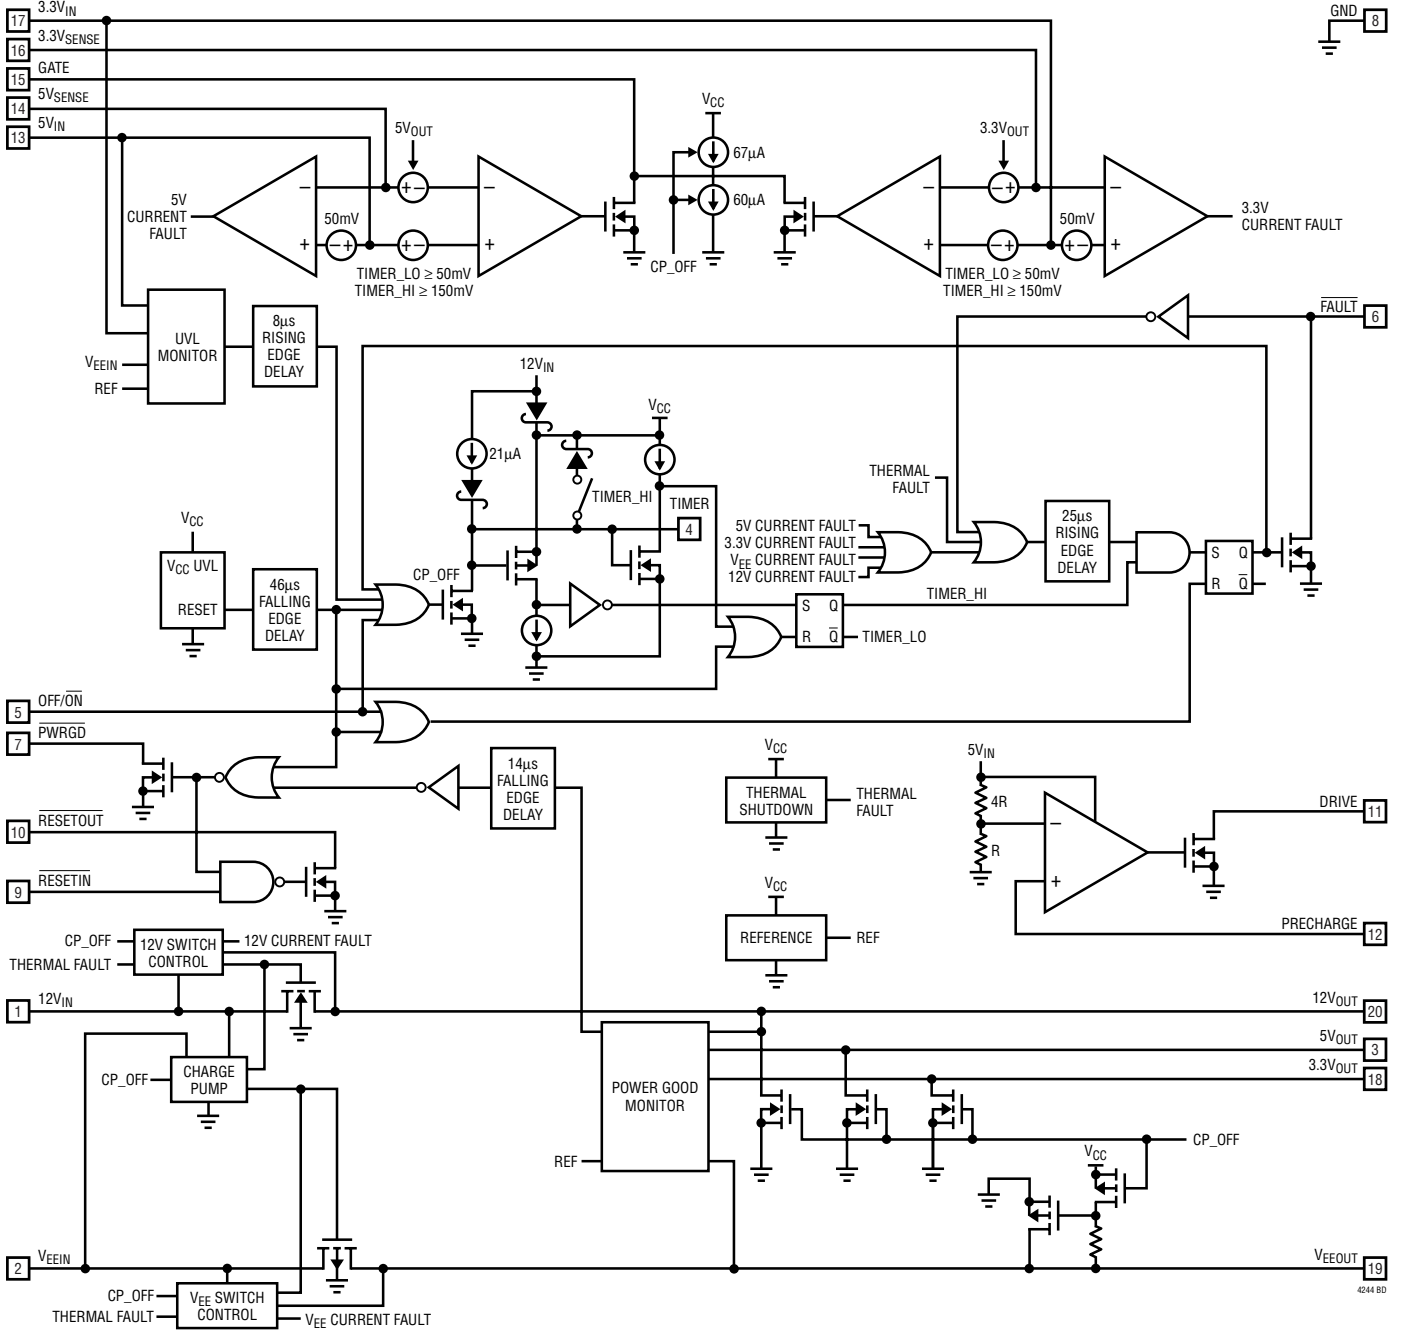 17 3.3VIN
16 3.3VSENSE
15 GATE
14 5VSENSE
13 5VIN
GND 8
5VOUT
VCC
67µA
60µA
CP_OFF
3.3VOUT
5V
CURRENT
FAULT
− + 50mV − +
+ −
+ −
− +
TIMER_LO ≥ 50mV
TIMER_HI ≥ 150mV
− + − +
− +
50mV
+ −
− +
TIMER_LO ≥ 50mV
TIMER_HI ≥ 150mV
3.3V
CURRENT FAULT
UVL
MONITOR
VEEIN
REF
8µs
RISING
EDGE
DELAY
FAULT 6
12VIN
VCC
21µA
TIMER_HI
TIMER
4
THERMAL
FAULT
5V CURRENT FAULT
3.3V CURRENT FAULT
VEE CURRENT FAULT
12V CURRENT FAULT
25µs
RISING
EDGE
DELAY
S Q
R Q
VCC
VCC UVL
RESET
46µs
FALLING
EDGE
DELAY
CP_OFF
S Q
R Q
TIMER_HI
TIMER_LO
5 OFF/ON
7 PWRGD
14µs
FALLING
EDGE
DELAY
VCC
THERMAL
SHUTDOWN
THERMAL
FAULT
5VIN
4R
R
−
+
DRIVE 11
10 RESETOUT
9 RESETIN
VCC
REFERENCE
REF
PRECHARGE 12
CP_OFF
THERMAL FAULT
12V SWITCH
CONTROL
12V CURRENT FAULT
1 12VIN
12VOUT 20
5VOUT 3
3.3VOUT 18
CP_OFF
CHARGE
PUMP
POWER GOOD
MONITOR
REF
CP_OFF
VCC
2 VEEIN
VEEOUT 19
CP_OFF
THERMAL FAULT
VEE SWITCH
CONTROL
VEE CURRENT FAULT
4244 BD